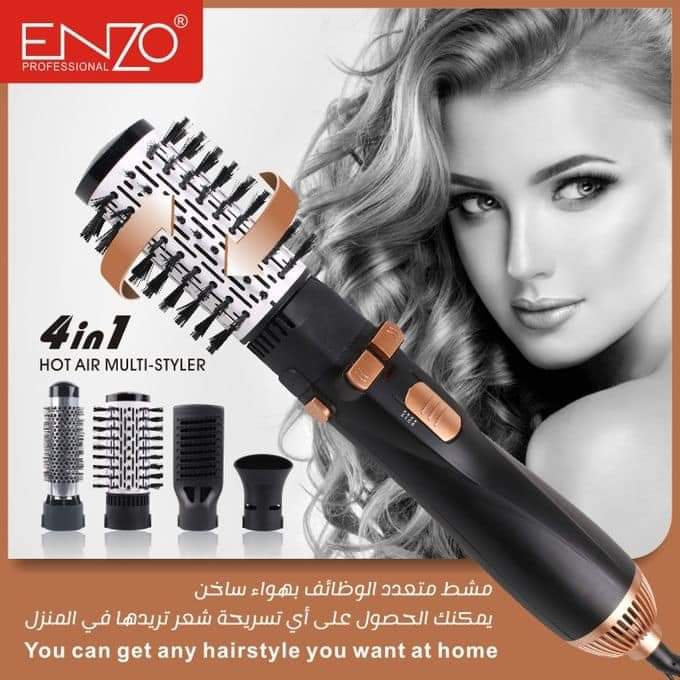 ENZO®
PROFESSIONAL
4in1
HOT AIR MULTI-STYLER
مشط متعدد الوظائف بهواء ساخن
يمكنك الحصول على أي تسريحة شعر تريدها في المنزل
You can get any hairstyle you want at home